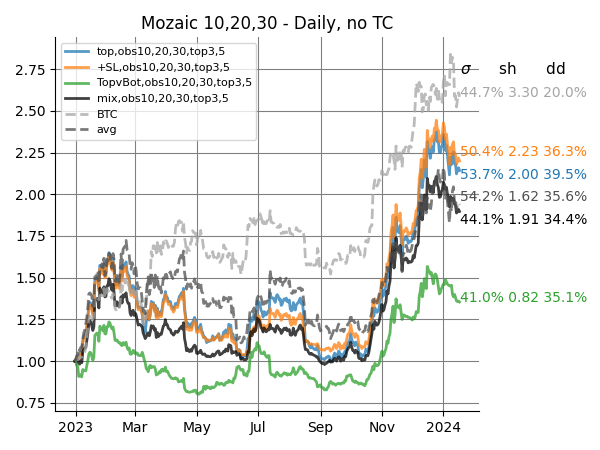 Mozaic 10,20,30 - Daily, no TC
top,obs10,20,30,top3,5
+SL,obs10,20,30,top3,5
TopvBot,obs10,20,30,top3,5
mix,obs10,20,30,top3,5
BTC
avg
σ sh dd
44.7% 3.30 20.0%
50.4% 2.23 36.3%
53.7% 2.00 39.5%
54.2% 1.62 35.6%
44.1% 1.91 34.4%
41.0% 0.82 35.1%
2.75
2.50
2.25
2.00
1.75
1.50
1.25
1.00
0.75
2023 Mar May Jul Sep Nov 2024